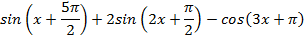 sin(x + 5π/2) + 2sin(2x + π/2) − cos(3x + π)